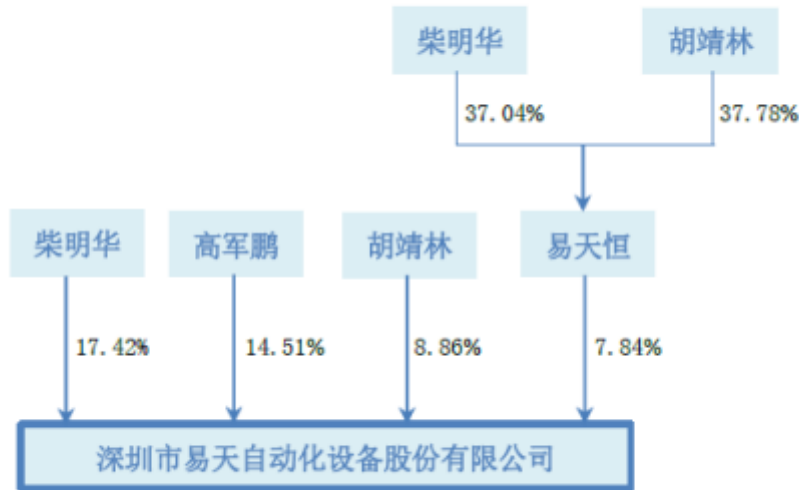 柴明华
胡靖林
37.04%
37.78%
柴明华
高军鹏
胡靖林
易天恒
17.42%
14.51%
8.86%
7.84%
深圳市易天自动化设备股份有限公司